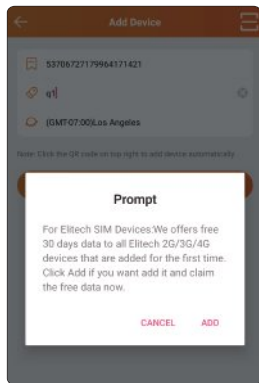 Add Device
53706727179964171421
q1
(GMT-07:00)Los Angeles
Note: Click the QR code on top right to add device automatically
Prompt
For Elitech SIM Devices:We offers free
30 days data to all Elitech 2G/3G/4G
devices that are added for the first time.
Click Add if you want add it and claim
the free data now.
CANCEL ADD